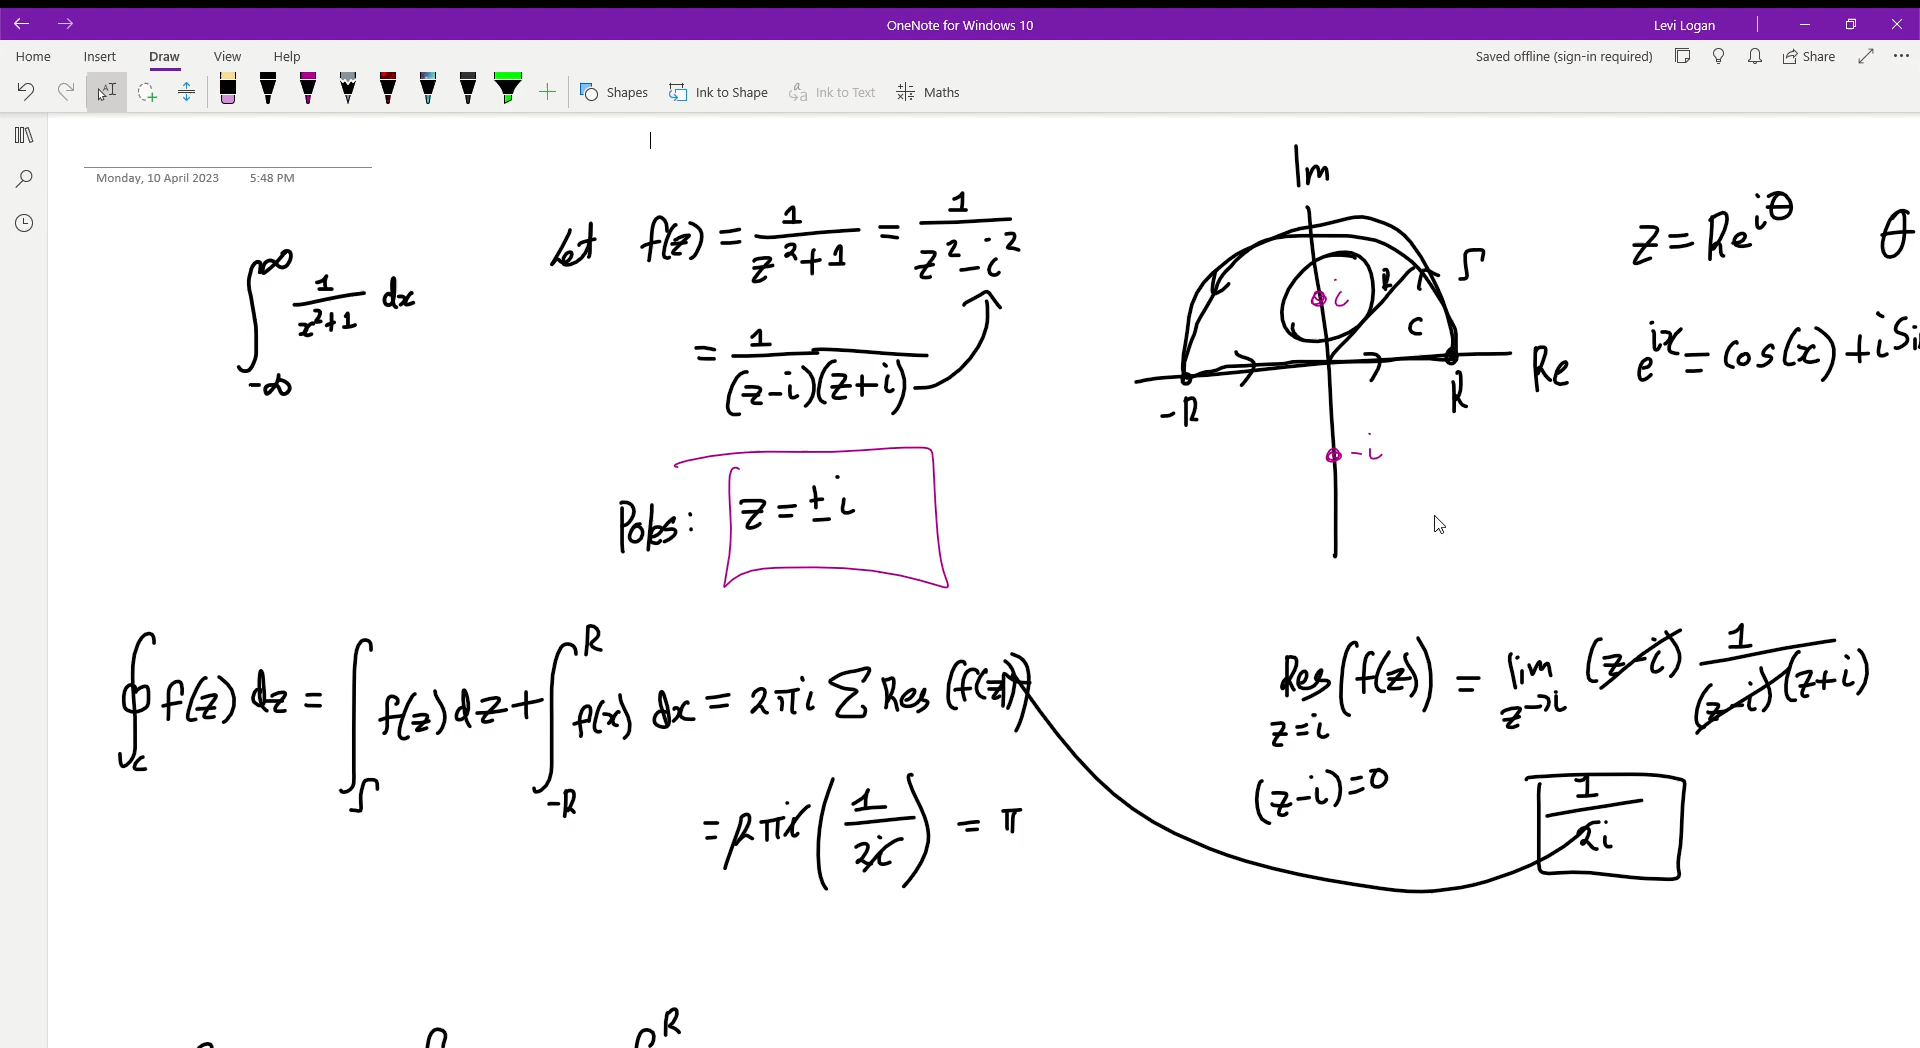 OneNote for Windows 10
Levi Logan
Home Insert Draw View Help
Saved offline (sign-in required)
Share
Shapes
Ink to Shape
Ink to Text
Maths
Monday, 10 April 2023 5:48 PM
∫_{-∞}^{∞} 1/(x²+1) dx
Let f(z) = 1/(z²+1) = 1/(z²-i²)
= 1/((z-i)(z+i))
Poles: z = ±i
Im
i
R
Γ
C
-R
R
Re
-i
z = Re^{iθ} θ
e^{ix} = cos(x) + i sin
∮_C f(z) dz = ∫_Γ f(z) dz + ∫_{-R}^{R} f(x) dx = 2πi Σ Res (f(z))
= 2πi (1/2i) = π
Res_{z=i} (f(z)) = lim_{z→i} (z-i) 1/((z-i)(z+i))
(z-i)=0
1/2i
R